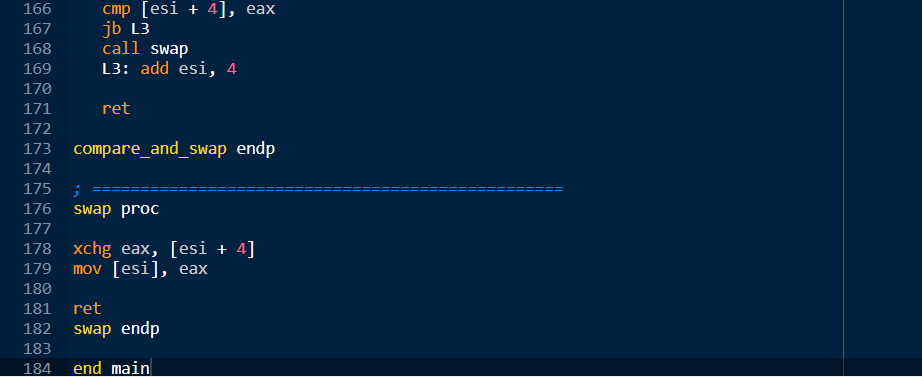 166 cmp [esi + 4], eax
167 jb L3
168 call swap
169 L3: add esi, 4
170
171 ret
172
173 compare_and_swap endp
174
175 ; =================================================
176 swap proc
177
178 xchg eax, [esi + 4]
179 mov [esi], eax
180
181 ret
182 swap endp
183
184 end main